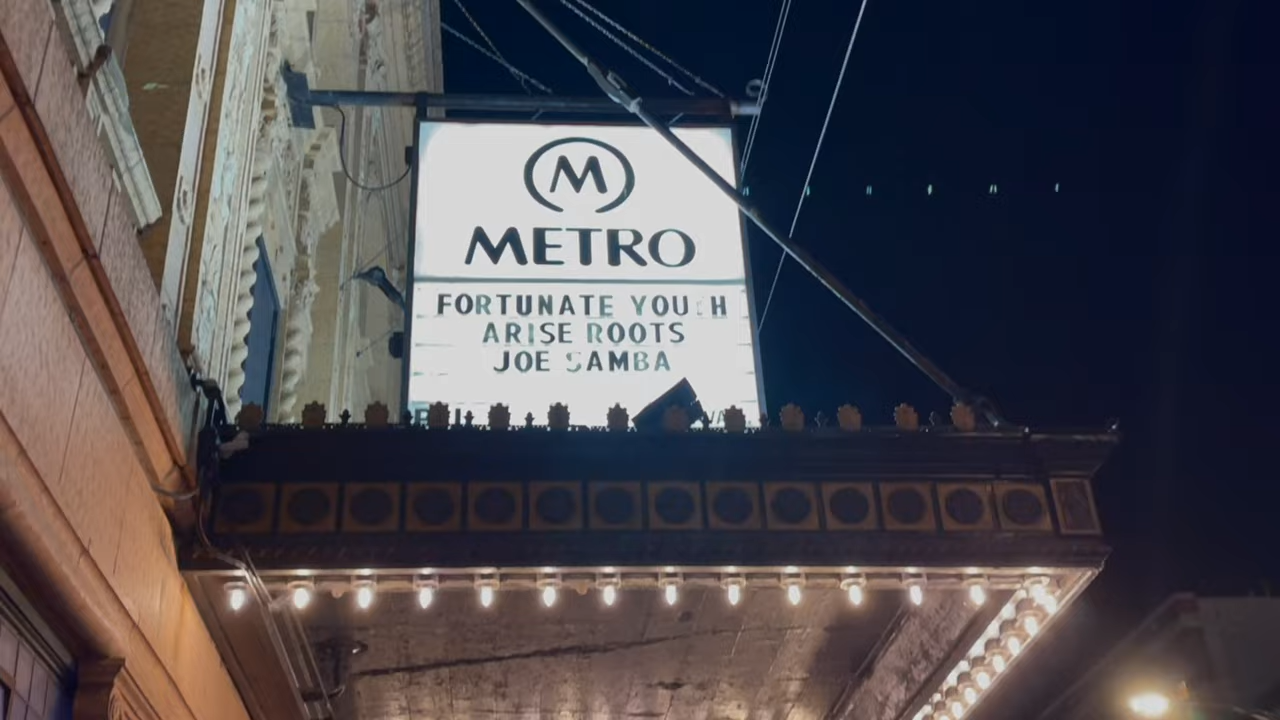 M
METRO
FORTUNATE YOU H
ARISE ROOTS
JOE SAMBA